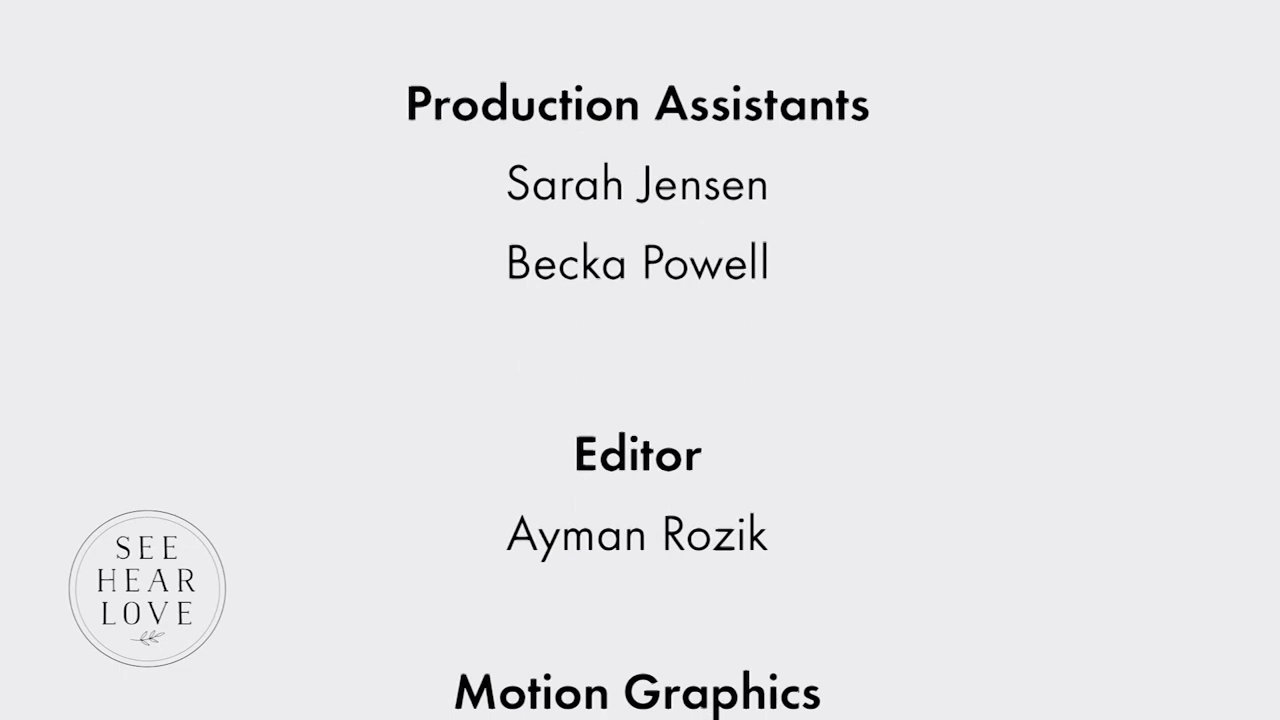 Production Assistants
Sarah Jensen
Becka Powell
Editor
Ayman Rozik
SEE
HEAR
LOVE
Motion Graphics